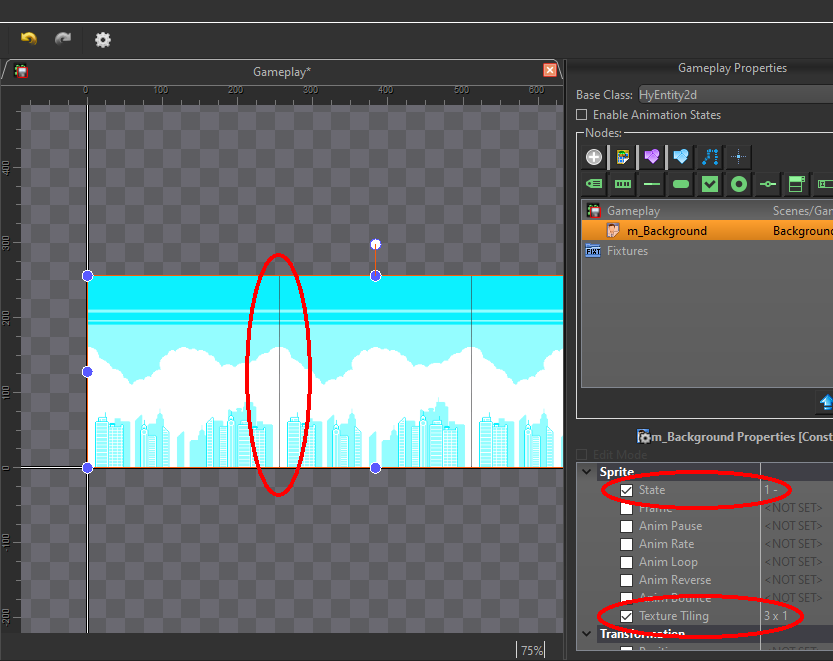 Gameplay*
0 100 200 300 400 500 600
400
300
200
100
0
-100
-200
75%
Gameplay Properties
Base Class: HyEntity2d
Enable Animation States
Nodes:
Gameplay Scenes/Gam
m_Background Background
FIXT Fixtures
m_Background Properties [Const
Edit Mode
Sprite
State 1 -
Frame <NOT SET>
Anim Pause <NOT SET>
Anim Rate <NOT SET>
Anim Loop <NOT SET>
Anim Reverse <NOT SET>
Anim Bounce <NOT SET>
Texture Tiling 3 x 1
Transformation